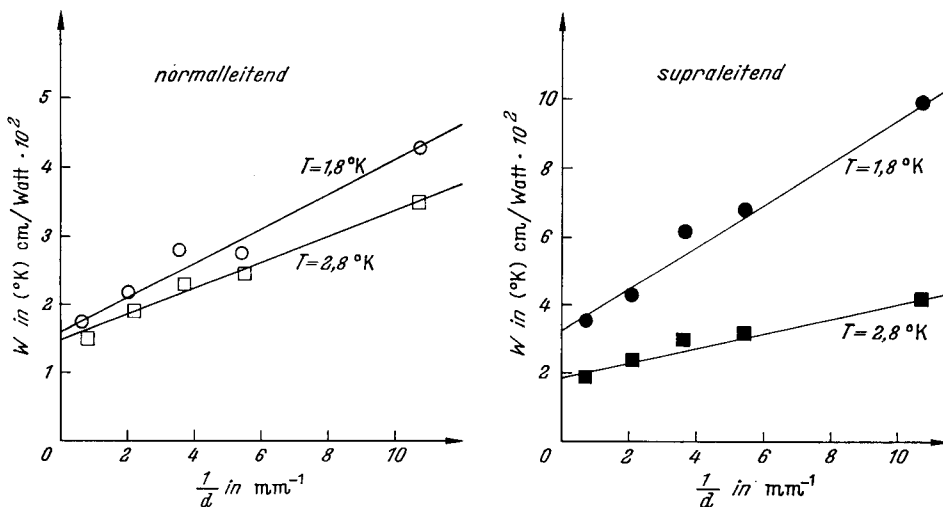 normalleitend
W in (°K) cm/Watt · 10²
5
4
3
2
1
0
2
4
6
8
10
T=1,8 °K
T=2,8 °K
1/d in mm⁻¹
supraleitend
W in (°K) cm/Watt · 10²
10
8
6
4
2
0
2
4
6
8
10
T=1,8 °K
T=2,8 °K
1/d in mm⁻¹